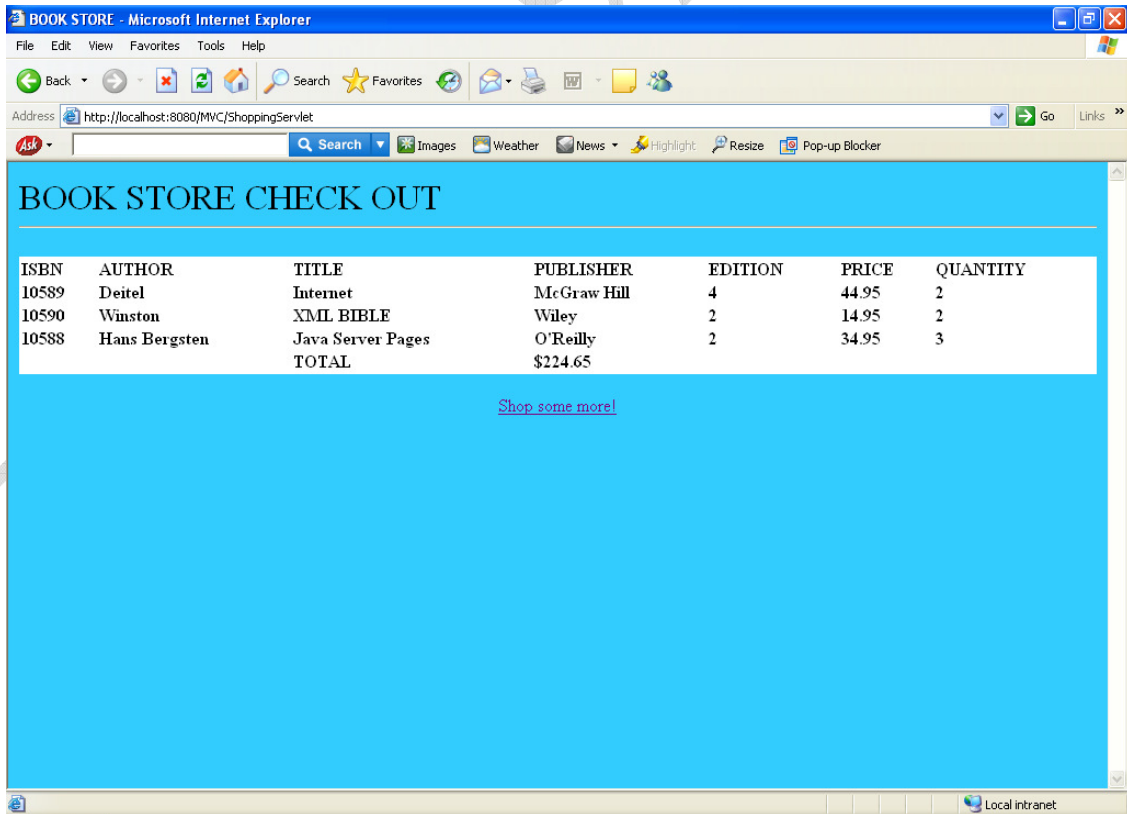 BOOK STORE - Microsoft Internet Explorer
File Edit View Favorites Tools Help
Back Search Favorites
Address http://localhost:8080/MVC/ShoppingServlet Go Links »
Ask Search Images Weather News Highlight Resize Pop-up Blocker
BOOK STORE CHECK OUT
ISBN AUTHOR TITLE PUBLISHER EDITION PRICE QUANTITY
10589 Deitel Internet McGraw Hill 4 44.95 2
10590 Winston XML BIBLE Wiley 2 14.95 2
10588 Hans Bergsten Java Server Pages O'Reilly 2 34.95 3
TOTAL $224.65
Shop some more!
Local intranet